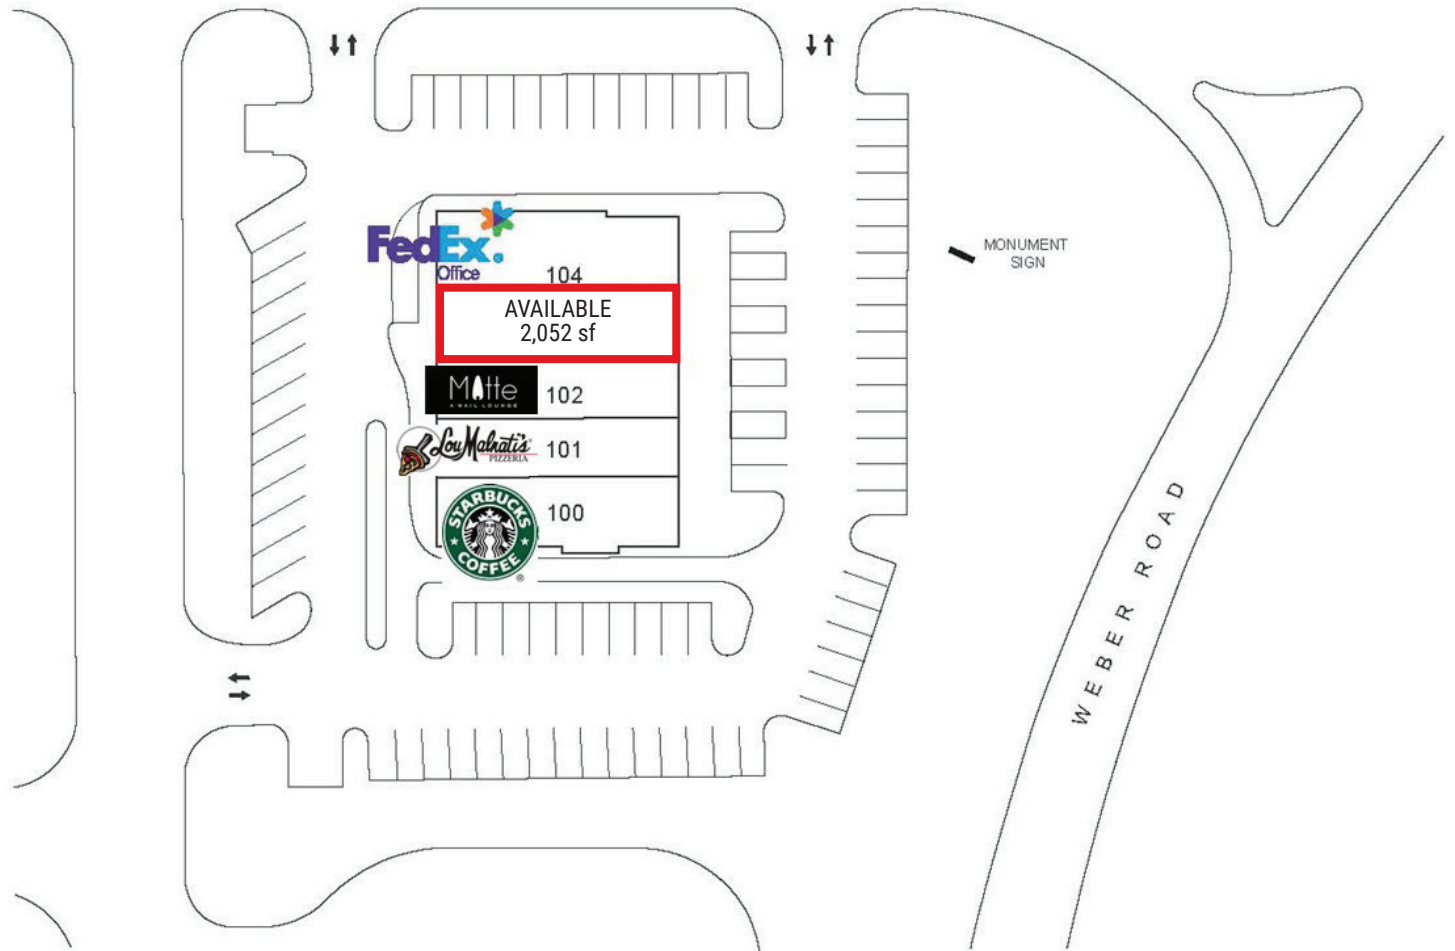 FedEx.
Office
104
MONUMENT
SIGN
AVAILABLE
2,052 sf
Matte
A NAIL LOUNGE
102
Lou Malnati's
PIZZERIA
101
STARBUCKS
COFFEE
®
100
WEBER ROAD